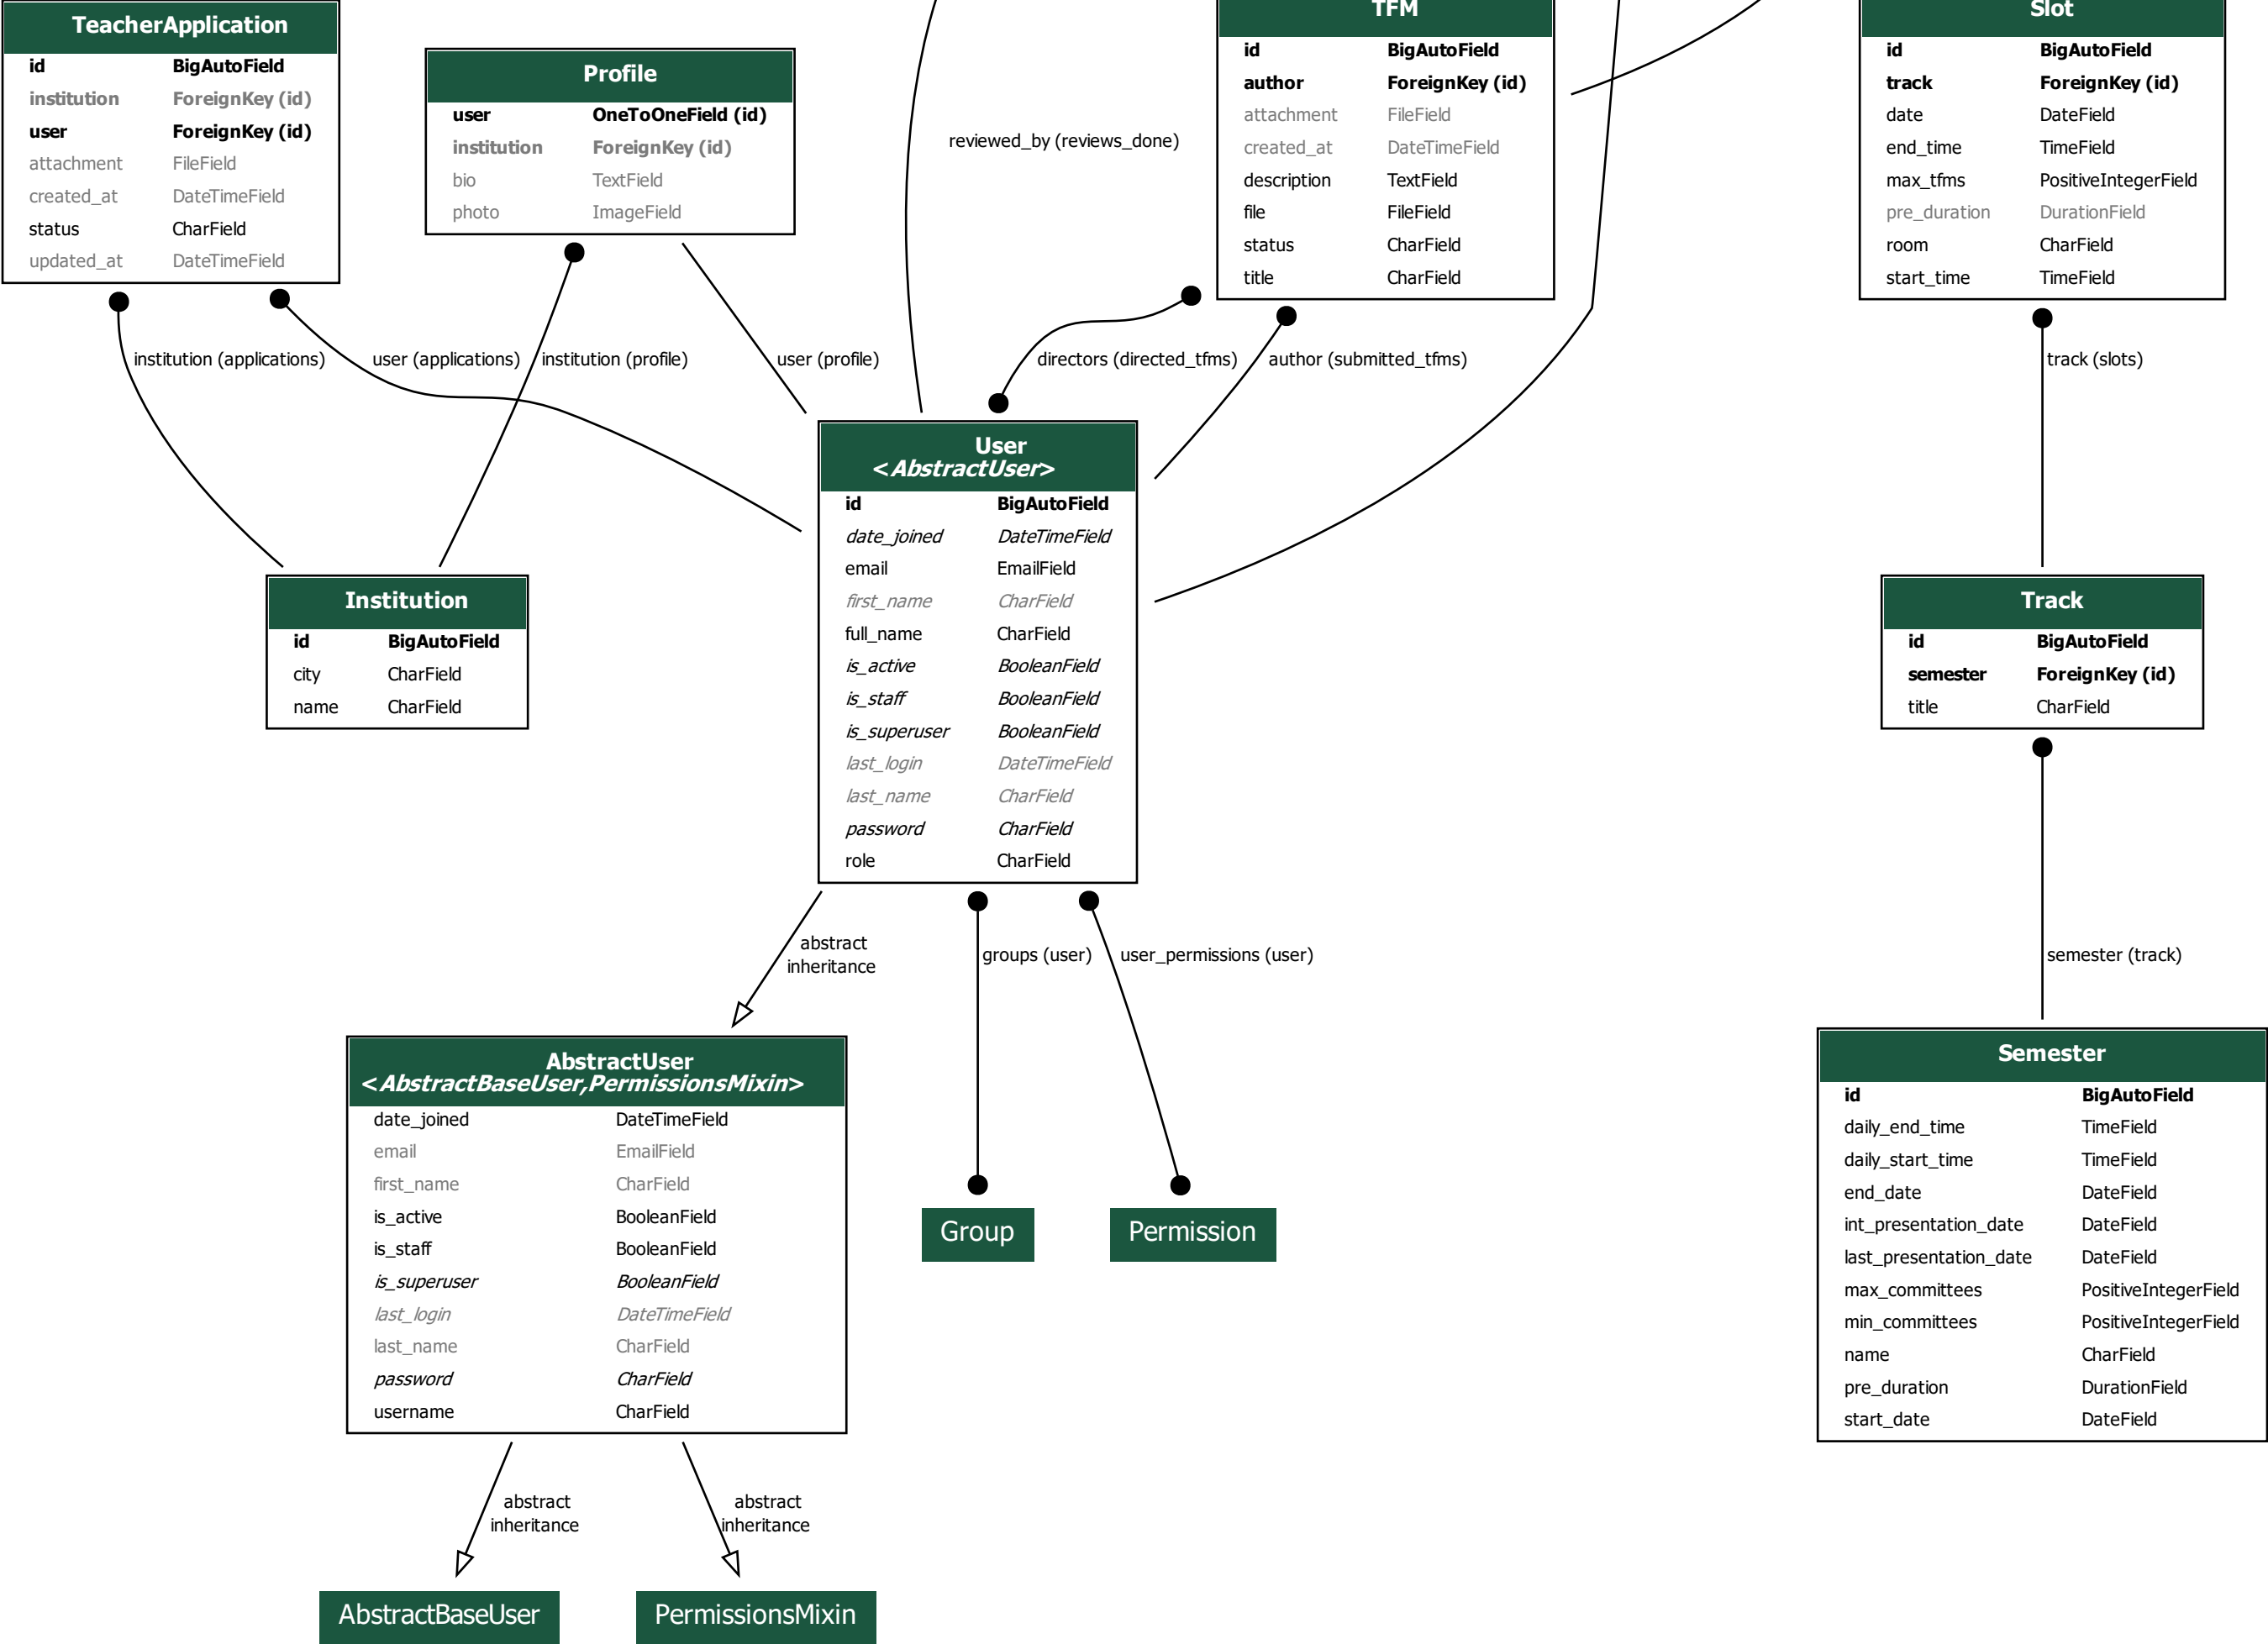 TeacherApplication
id BigAutoField
institution ForeignKey (id)
user ForeignKey (id)
attachment FileField
created_at DateTimeField
status CharField
updated_at DateTimeField
Profile
user OneToOneField (id)
institution ForeignKey (id)
bio TextField
photo ImageField
reviewed_by (reviews_done)
TFM
id BigAutoField
author ForeignKey (id)
attachment FileField
created_at DateTimeField
description TextField
file FileField
status CharField
title CharField
Slot
id BigAutoField
track ForeignKey (id)
date DateField
end_time TimeField
max_tfms PositiveIntegerField
pre_duration DurationField
room CharField
start_time TimeField
institution (applications)
user (applications)
institution (profile)
user (profile)
directors (directed_tfms)
author (submitted_tfms)
track (slots)
User
<AbstractUser>
id BigAutoField
date_joined DateTimeField
email EmailField
first_name CharField
full_name CharField
is_active BooleanField
is_staff BooleanField
is_superuser BooleanField
last_login DateTimeField
last_name CharField
password CharField
role CharField
Institution
id BigAutoField
city CharField
name CharField
Track
id BigAutoField
semester ForeignKey (id)
title CharField
abstract
inheritance
groups (user)
user_permissions (user)
semester (track)
AbstractUser
<AbstractBaseUser,PermissionsMixin>
date_joined DateTimeField
email EmailField
first_name CharField
is_active BooleanField
is_staff BooleanField
is_superuser BooleanField
last_login DateTimeField
last_name CharField
password CharField
username CharField
Group
Permission
Semester
id BigAutoField
daily_end_time TimeField
daily_start_time TimeField
end_date DateField
int_presentation_date DateField
last_presentation_date DateField
max_committees PositiveIntegerField
min_committees PositiveIntegerField
name CharField
pre_duration DurationField
start_date DateField
abstract
inheritance
abstract
inheritance
AbstractBaseUser
PermissionsMixin